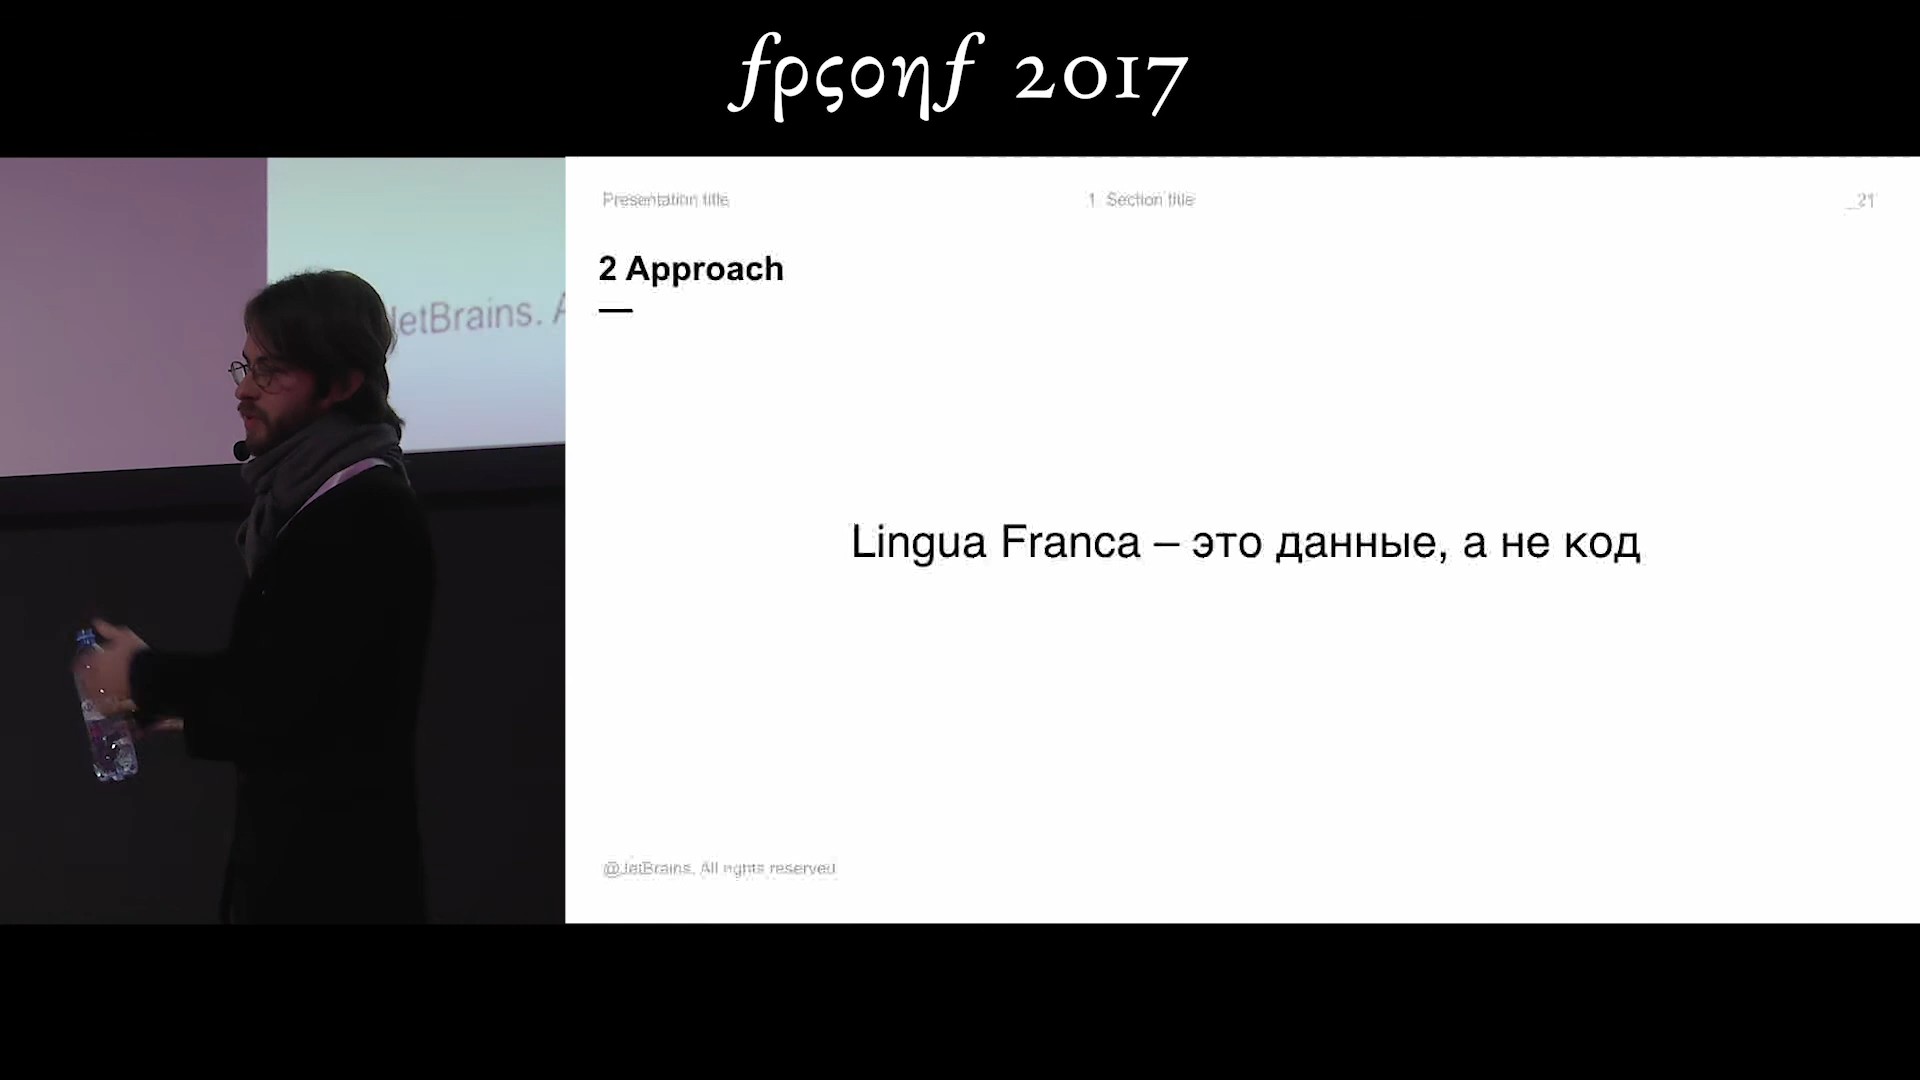 fρςοηf 2017
JetBrains. A
Presentation title
1 Section title
_21
2 Approach
Lingua Franca – это данные, а не код
@JetBrains. All rights reserved